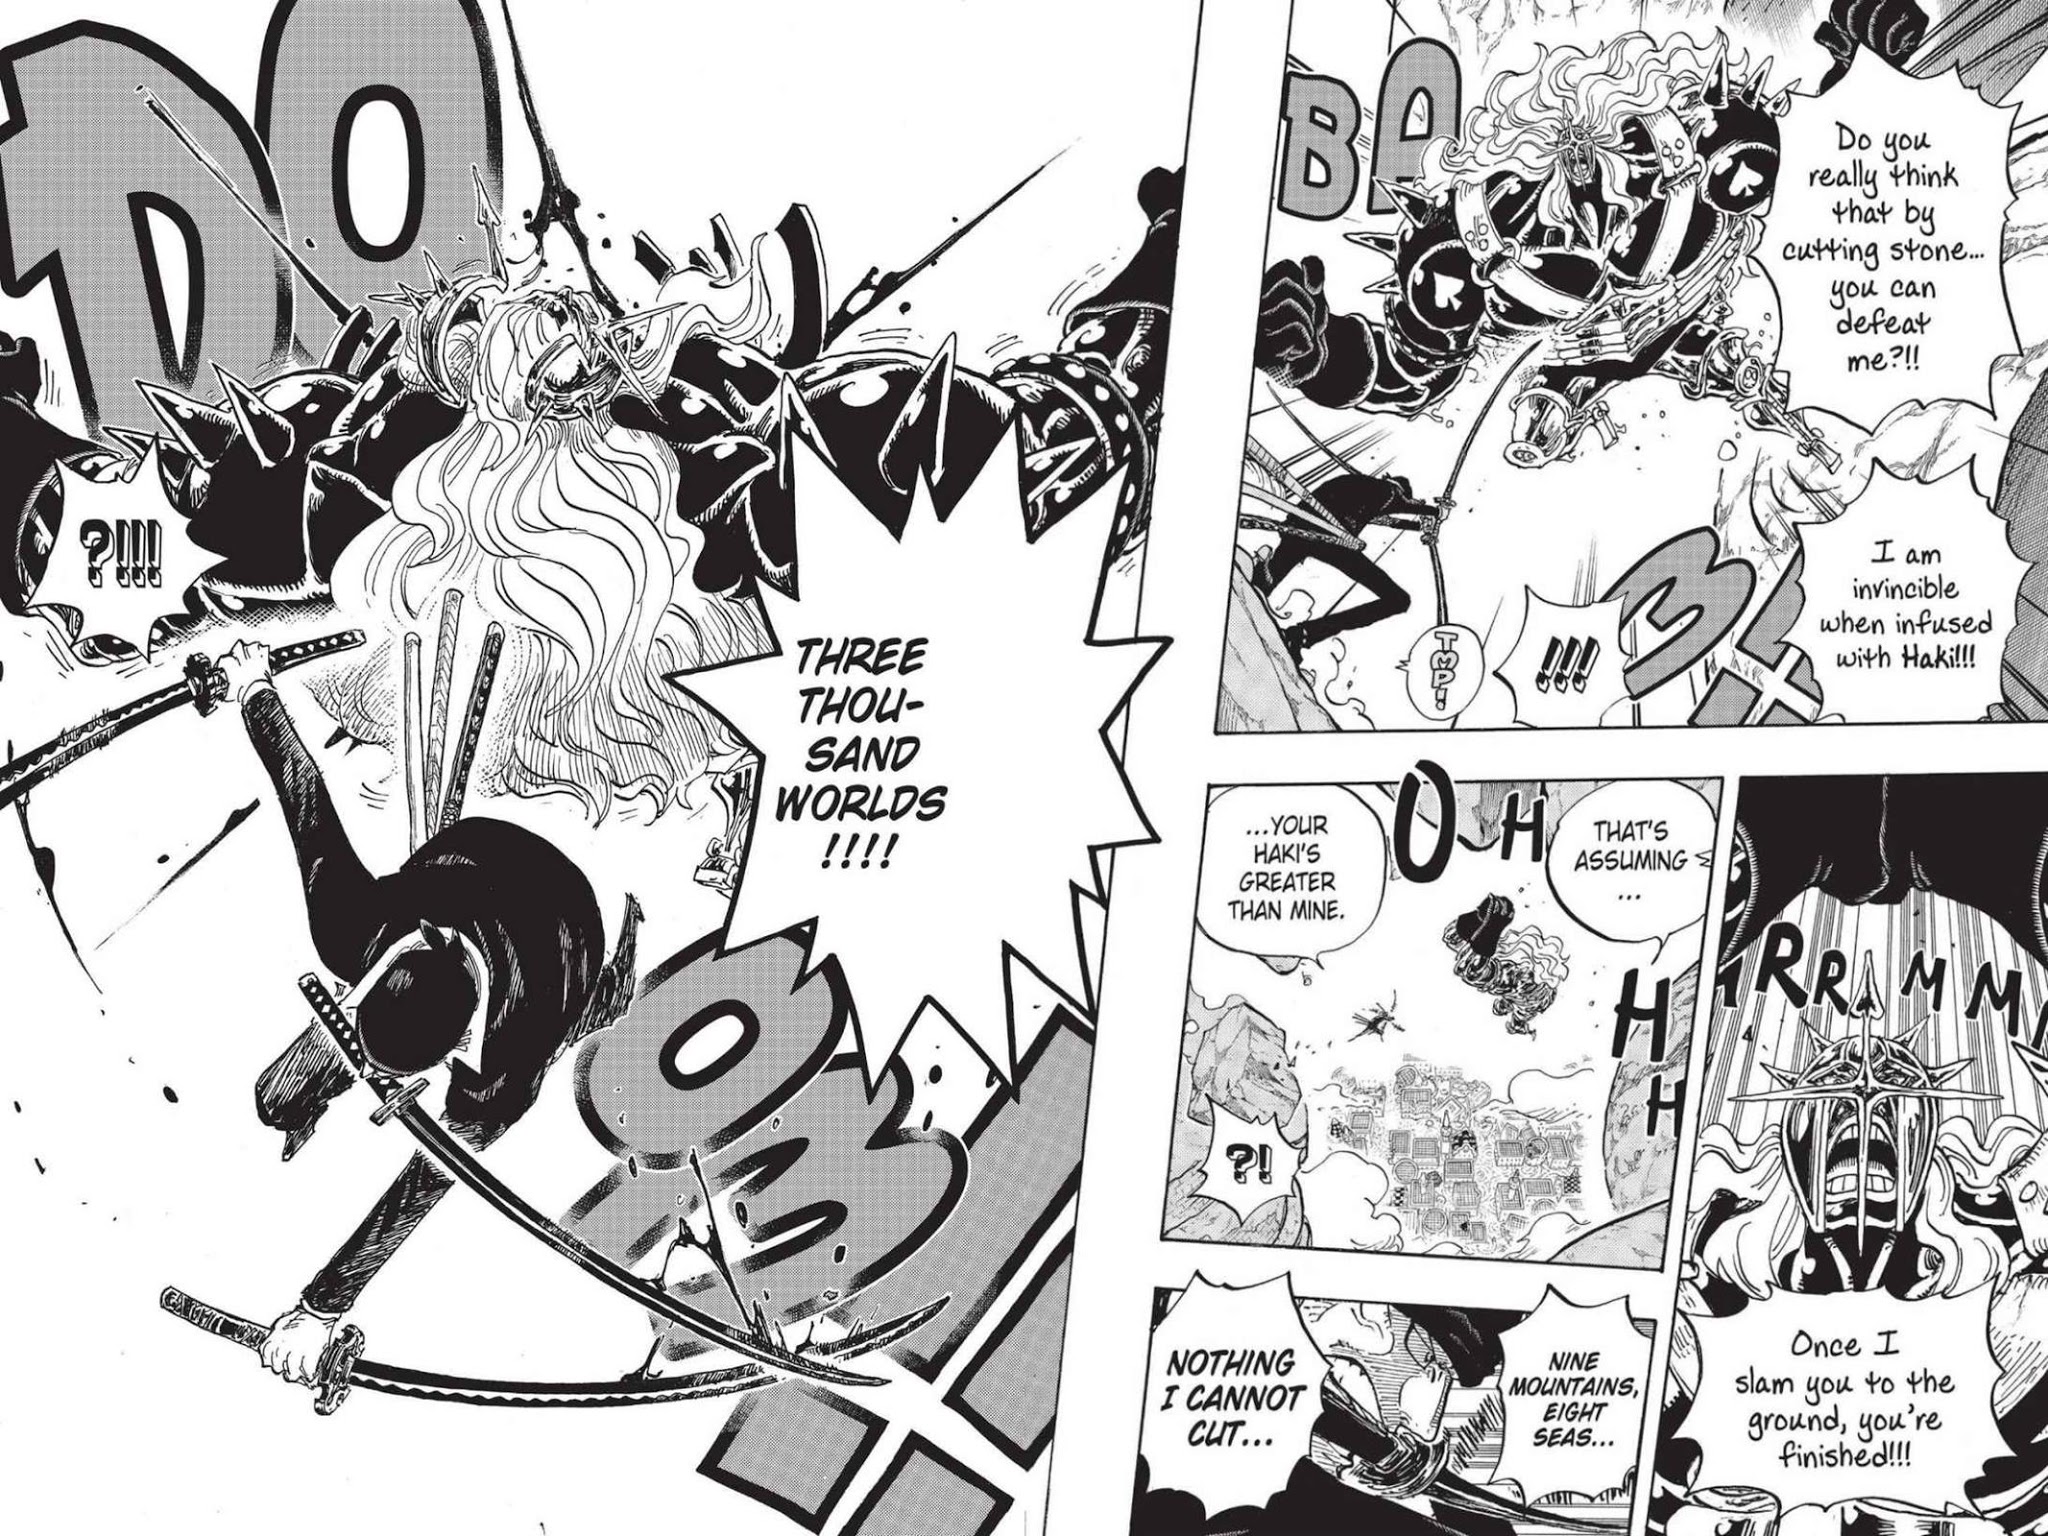 BA
Do you
really think
that by
cutting stone...
you can
defeat
me?!!
I am
invincible
when infused
with Haki!!!
!!!
TMP!
RRRMMM
Once I
slam you to the
ground, you're
finished!!!
THAT'S
ASSUMING
...
OHHHH
...YOUR
HAKI'S
GREATER
THAN MINE.
?!
NINE
MOUNTAINS,
EIGHT
SEAS...
NOTHING
I CANNOT
CUT...
THREE
THOU-
SAND
WORLDS
!!!!
DO
?!!!